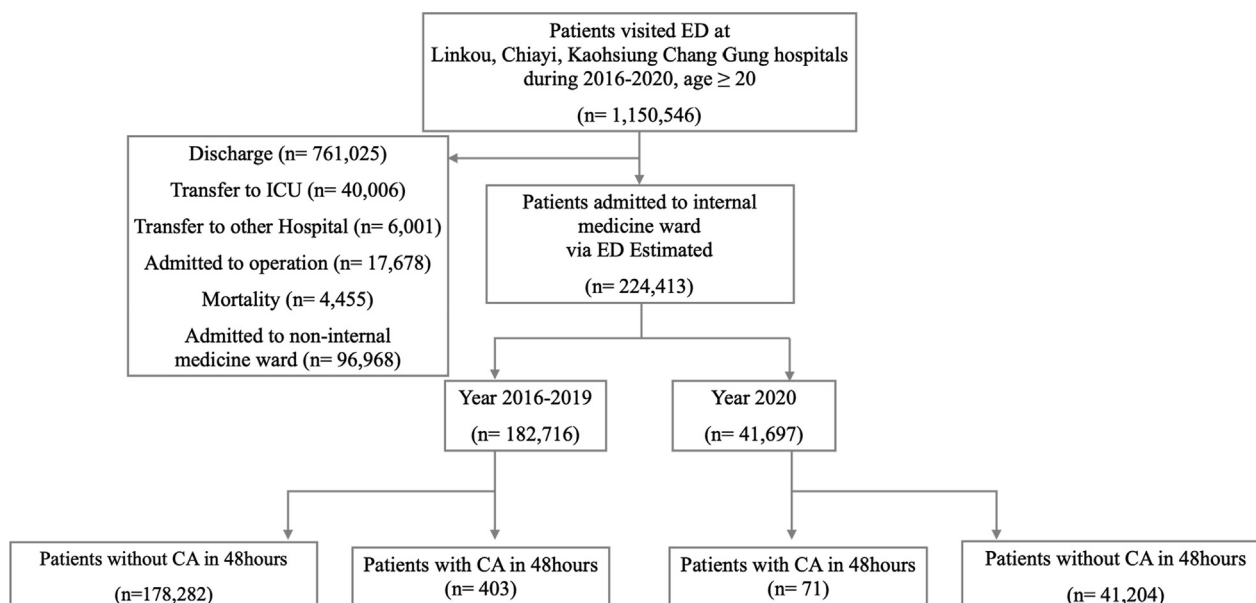 Patients visited ED at
Linkou, Chiayi, Kaohsiung Chang Gung hospitals
during 2016-2020, age ≥ 20
(n= 1,150,546)
Discharge (n= 761,025)
Transfer to ICU (n= 40,006)
Transfer to other Hospital (n= 6,001)
Admitted to operation (n= 17,678)
Mortality (n= 4,455)
Admitted to non-internal
medicine ward (n= 96,968)
Patients admitted to internal
medicine ward
via ED Estimated
(n= 224,413)
Year 2016-2019
(n= 182,716)
Year 2020
(n= 41,697)
Patients without CA in 48hours
(n=178,282)
Patients with CA in 48hours
(n= 403)
Patients with CA in 48hours
(n= 71)
Patients without CA in 48hours
(n= 41,204)